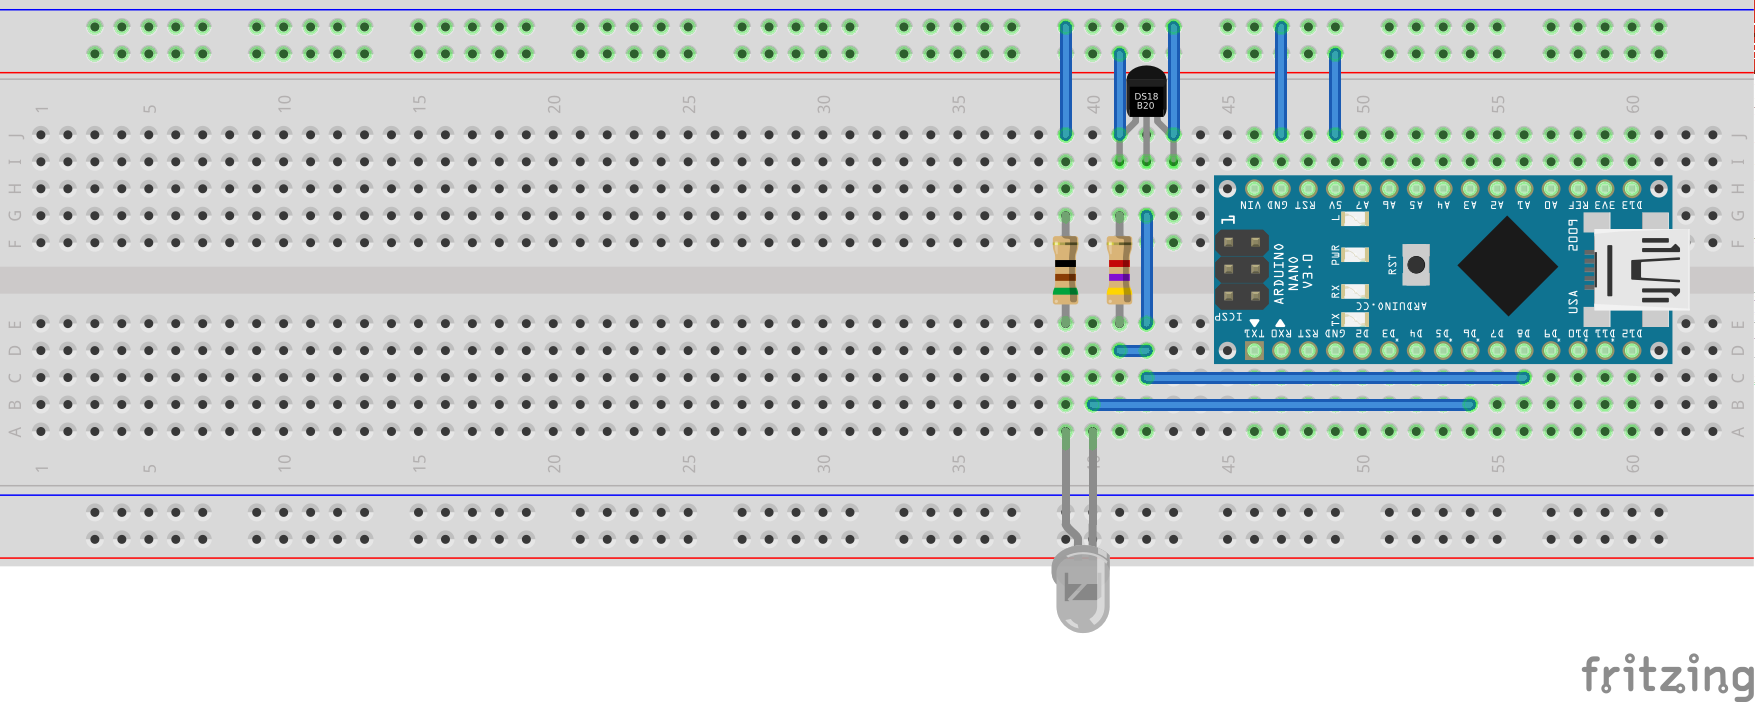 1 5 10 15 20 25 30 35 40 45 50 55 60
DS18
B20
J J
I I
H H
G G
F F
VIN GND RST 5V A7 A6 A5 A4 A3 A2 A1 A0 REF 3V3 D13
L
PWR
RX
TX
RST
ARDUINO
NANO
V3.0
ARDUINO.CC
ICSP
1
USA
2009
TX1 RX0 RST GND D2 D3 D4 D5 D6 D7 D8 D9 D10 D11 D12
E E
D D
C C
B B
A A
1 5 10 15 20 25 30 35 40 45 50 55 60
fritzing